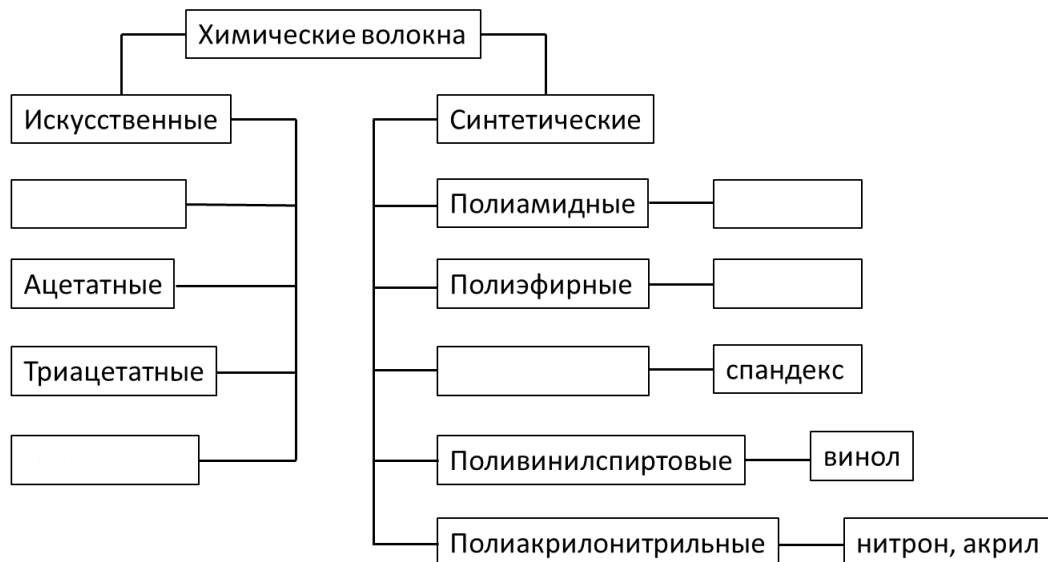 Химические волокна
Искусственные
Синтетические
Полиамидные
Ацетатные
Полиэфирные
Триацетатные
спандекс
Поливинилспиртовые
винол
Полиакрилонитрильные
нитрон, акрил